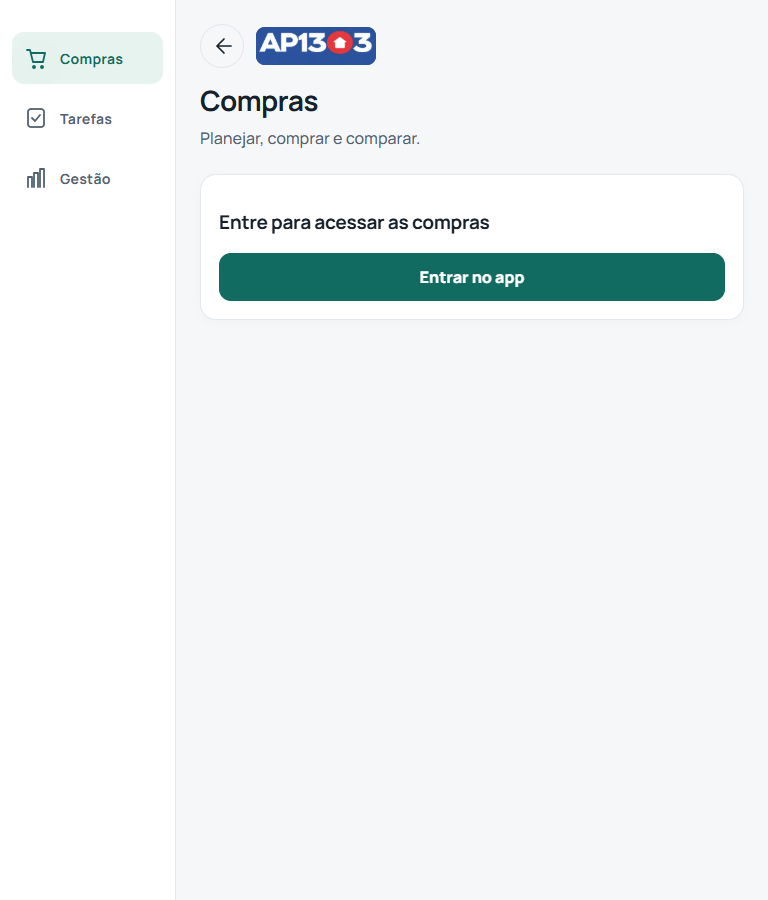 Compras
Tarefas
Gestão
AP1303
Compras
Planejar, comprar e comparar.
Entre para acessar as compras
Entrar no app